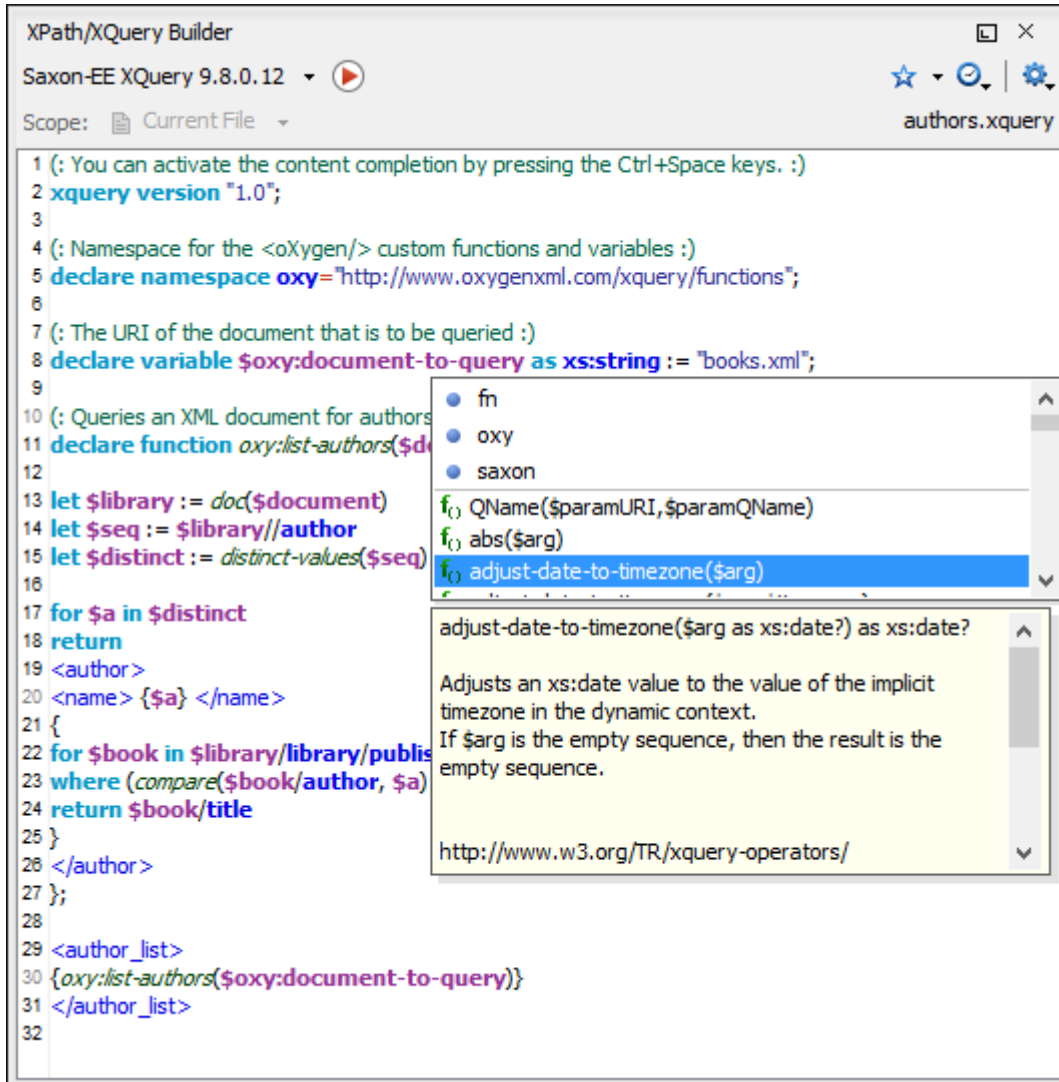 XPath/XQuery Builder
Saxon-EE XQuery 9.8.0.12
Scope: Current File authors.xquery
1 (: You can activate the content completion by pressing the Ctrl+Space keys. :)
2 xquery version "1.0";
3
4 (: Namespace for the <oXygen/> custom functions and variables :)
5 declare namespace oxy="http://www.oxygenxml.com/xquery/functions";
6
7 (: The URI of the document that is to be queried :)
8 declare variable $oxy:document-to-query as xs:string := "books.xml";
9
10 (: Queries an XML document for authors
11 declare function oxy:list-authors($d
12
13 let $library := doc($document)
14 let $seq := $library//author
15 let $distinct := distinct-values($seq)
16
17 for $a in $distinct
18 return
19 <author>
20 <name> {$a} </name>
21 {
22 for $book in $library/library/publis
23 where (compare($book/author, $a)
24 return $book/title
25 }
26 </author>
27 };
28
29 <author_list>
30 {oxy:list-authors($oxy:document-to-query)}
31 </author_list>
32
fn
oxy
saxon
f() QName($paramURI,$paramQName)
f() abs($arg)
f() adjust-date-to-timezone($arg)
adjust-date-to-timezone($arg as xs:date?) as xs:date?
Adjusts an xs:date value to the value of the implicit
timezone in the dynamic context.
If $arg is the empty sequence, then the result is the
empty sequence.
http://www.w3.org/TR/xquery-operators/